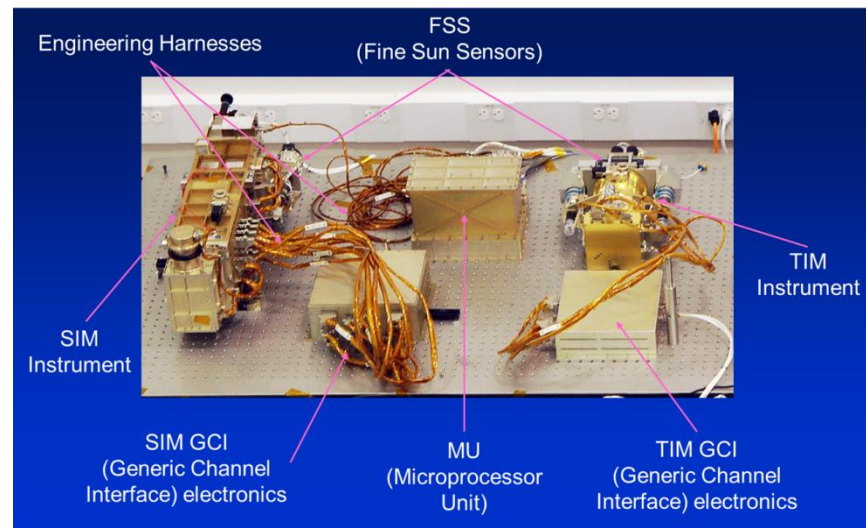 Engineering Harnesses
FSS
(Fine Sun Sensors)
TIM
Instrument
SIM
Instrument
SIM GCI
(Generic Channel
Interface) electronics
MU
(Microprocessor
Unit)
TIM GCI
(Generic Channel
Interface) electronics